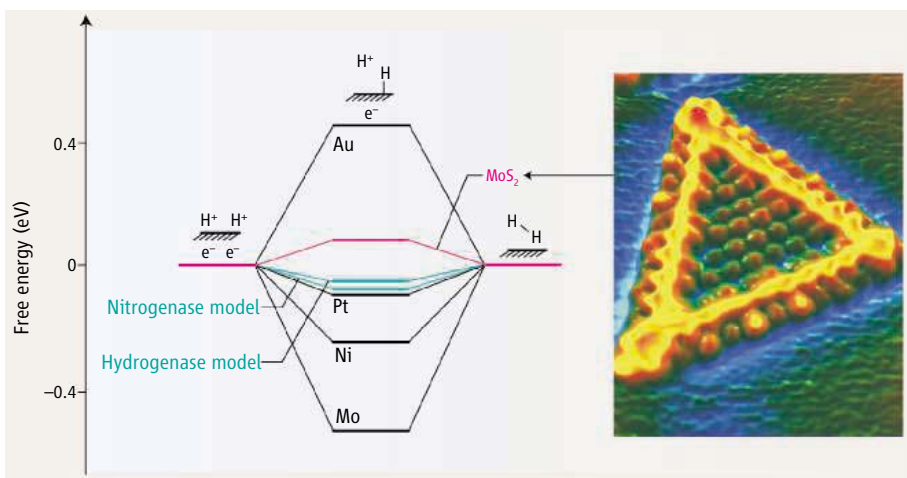 Free energy (eV)
0.4
0
−0.4
H⁺ H⁺
e⁻ e⁻
H⁺
H
e⁻
Au
MoS₂
H
H
Nitrogenase model
Pt
Hydrogenase model
Ni
Mo